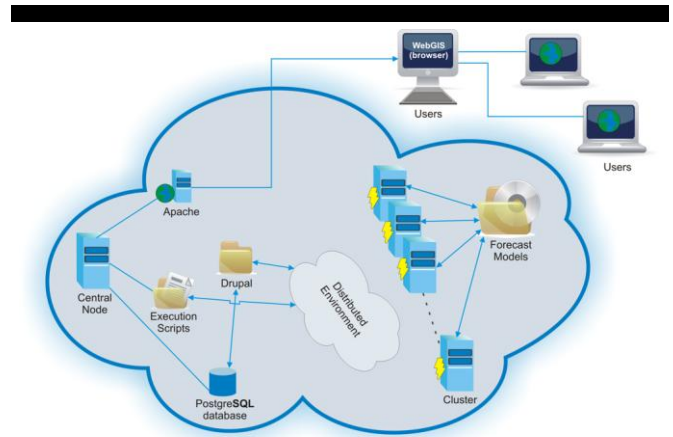 WebGIS
(browser)
Users
Users
Apache
Forecast
Models
Drupal
Distributed
Environment
Central
Node
Execution
Scripts
PostgreSQL
database
Cluster